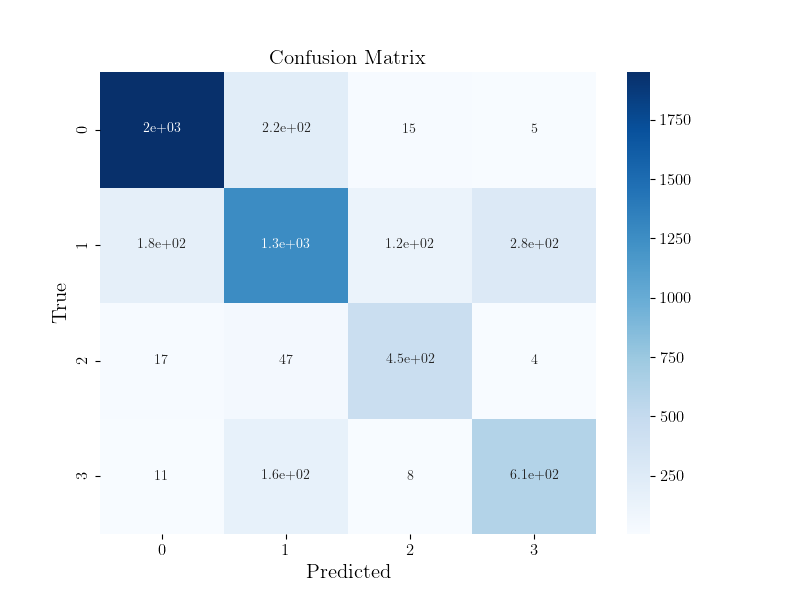 Confusion Matrix
0 2e+03 2.2e+02 15 5 1750
1500
1 1.8e+02 1.3e+03 1.2e+02 2.8e+02 1250
True
1000
2 17 47 4.5e+02 4 750
500
3 11 1.6e+02 8 6.1e+02 250
0 1 2 3
Predicted